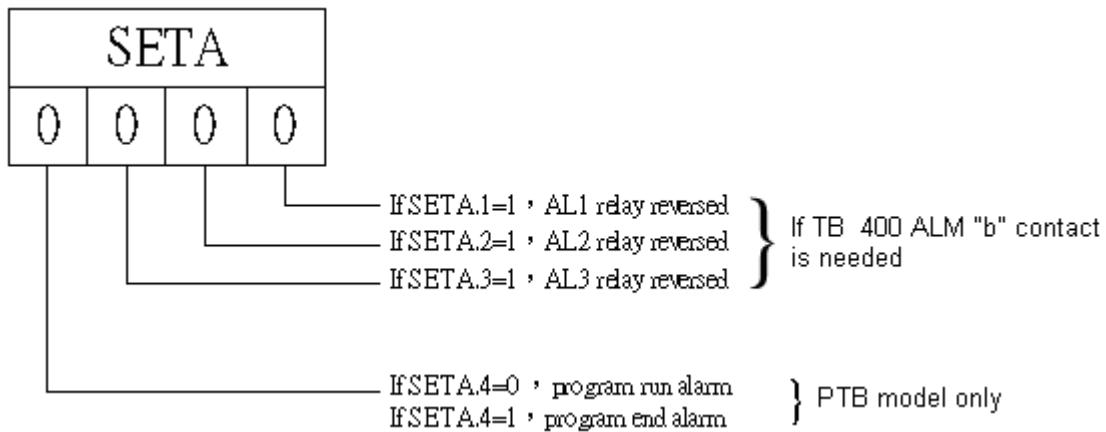 SETA
0 0 0 0
If SETA.1=1 , AL1 relay reversed
If SETA.2=1 , AL2 relay reversed
If SETA.3=1 , AL3 relay reversed
If TB 400 ALM "b" contact
is needed
If SETA.4=0 , program run alarm
If SETA.4=1 , program end alarm
PTB model only